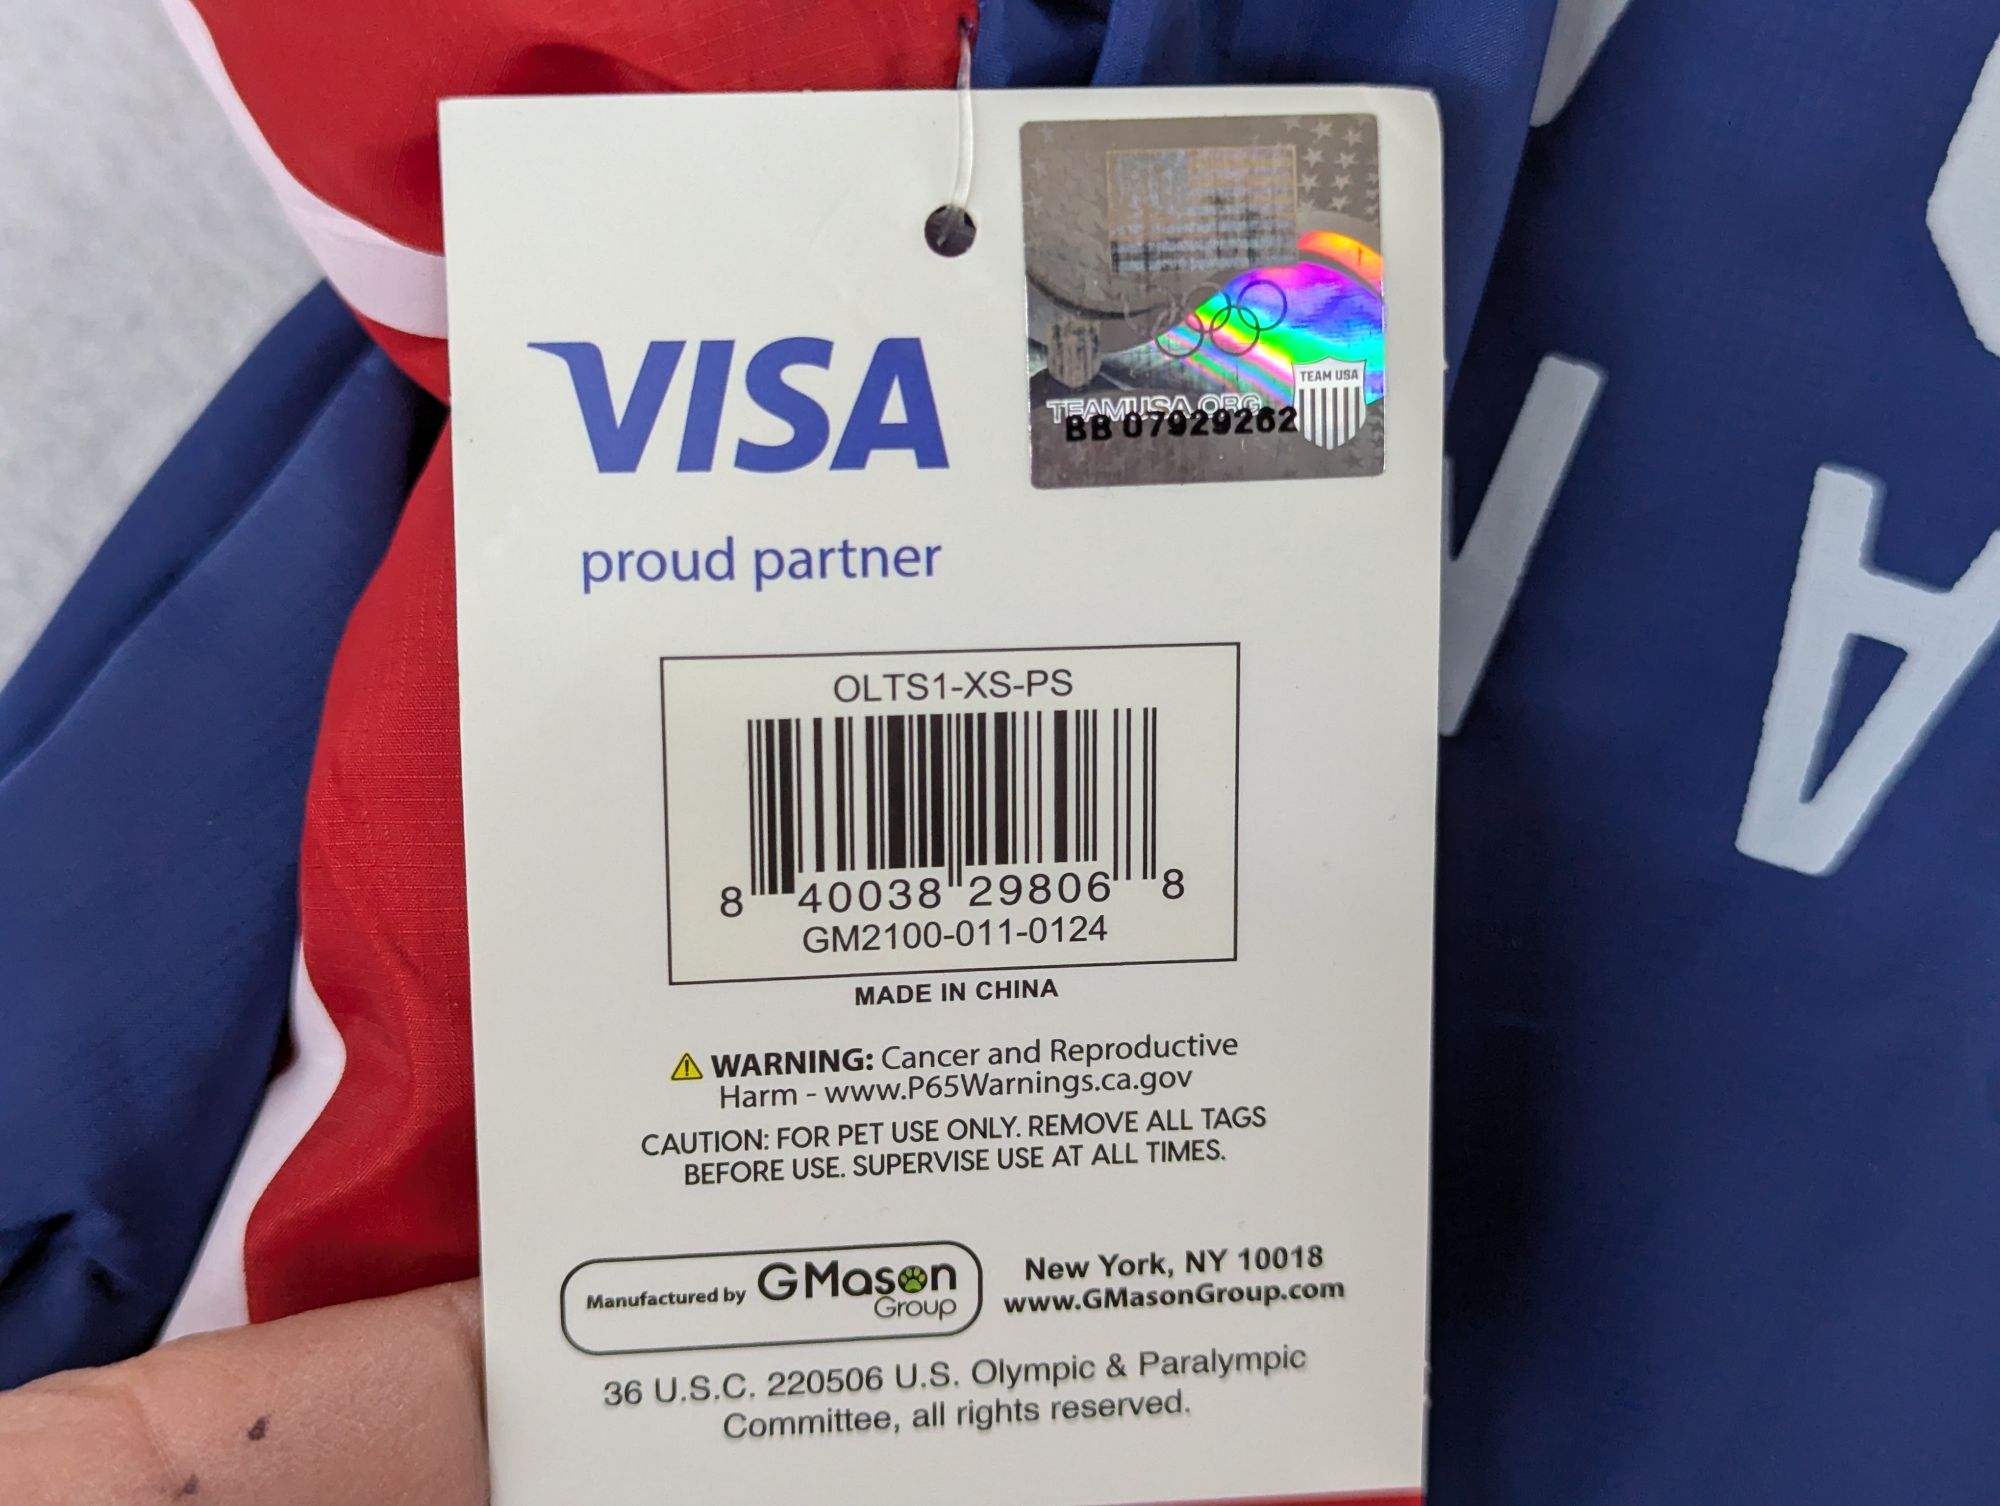 TEAM USA
TEAMUSA.ORG
BB 07929262
VISA
proud partner
OLTS1-XS-PS
8 40038 29806 8
GM2100-011-0124
MADE IN CHINA
WARNING: Cancer and Reproductive
Harm - www.P65Warnings.ca.gov
CAUTION: FOR PET USE ONLY. REMOVE ALL TAGS
BEFORE USE. SUPERVISE USE AT ALL TIMES.
Manufactured by GMason
Group
New York, NY 10018
www.GMasonGroup.com
36 U.S.C. 220506 U.S. Olympic & Paralympic
Committee, all rights reserved.